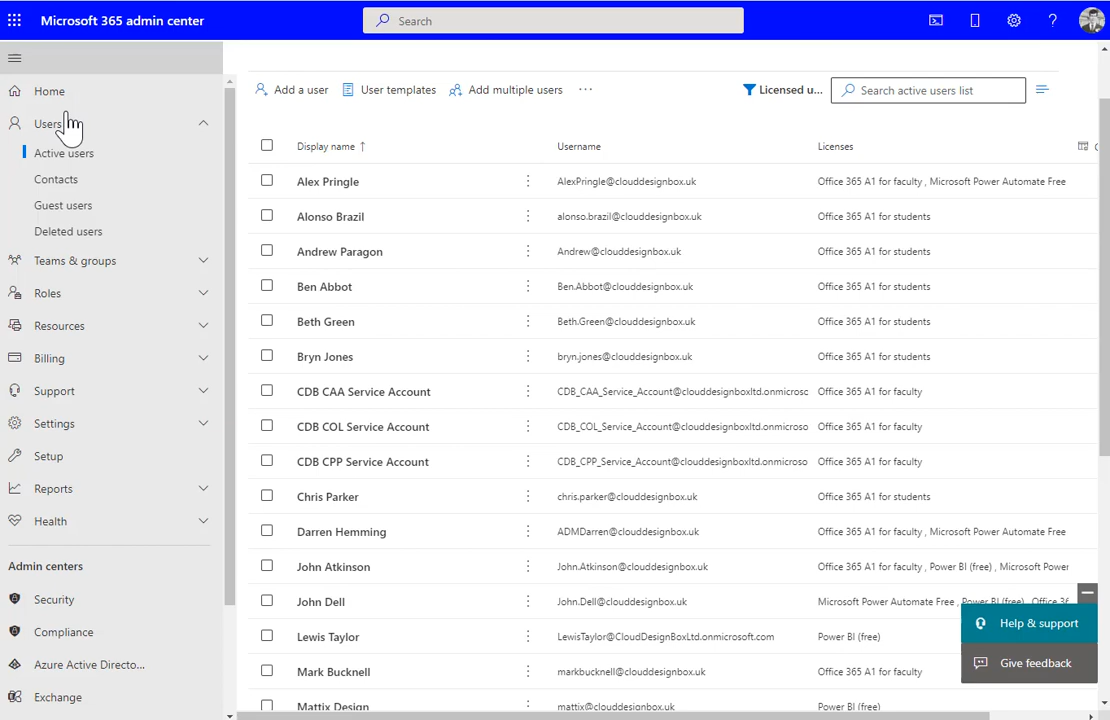 Microsoft 365 admin center
Search
Home
Users
Active users
Contacts
Guest users
Deleted users
Teams & groups
Roles
Resources
Billing
Support
Settings
Setup
Reports
Health
Admin centers
Security
Compliance
Azure Active Directo...
Exchange
Add a user
User templates
Add multiple users
...
Licensed u...
Search active users list
Display name ↑ Username Licenses
Alex Pringle AlexPringle@clouddesignbox.uk Office 365 A1 for faculty , Microsoft Power Automate Free
Alonso Brazil alonso.brazil@clouddesignbox.uk Office 365 A1 for students
Andrew Paragon Andrew@clouddesignbox.uk Office 365 A1 for students
Ben Abbot Ben.Abbot@clouddesignbox.uk Office 365 A1 for students
Beth Green Beth.Green@clouddesignbox.uk Office 365 A1 for students
Bryn Jones bryn.jones@clouddesignbox.uk Office 365 A1 for students
CDB CAA Service Account CDB_CAA_Service_Account@clouddesignboxltd.onmicrosc Office 365 A1 for faculty
CDB COL Service Account CDB_COL_Service_Account@clouddesignboxltd.onmicroso Office 365 A1 for faculty
CDB CPP Service Account CDB_CPP_Service_Account@clouddesignboxltd.onmicroso Office 365 A1 for faculty
Chris Parker chris.parker@clouddesignbox.uk Office 365 A1 for students
Darren Hemming ADMDarren@clouddesignbox.uk Office 365 A1 for faculty , Microsoft Power Automate Free
John Atkinson John.Atkinson@clouddesignbox.uk Office 365 A1 for faculty , Power BI (free) , Microsoft Power
John Dell John.Dell@clouddesignbox.uk Microsoft Power Automate Free , Power BI (free) , Office 36
Lewis Taylor LewisTaylor@CloudDesignBoxLtd.onmicrosoft.com Power BI (free)
Mark Bucknell markbucknell@clouddesignbox.uk Office 365 A1 for faculty
Mattix Design mattix@clouddesignbox.uk Power BI (free)
Help & support
Give feedback